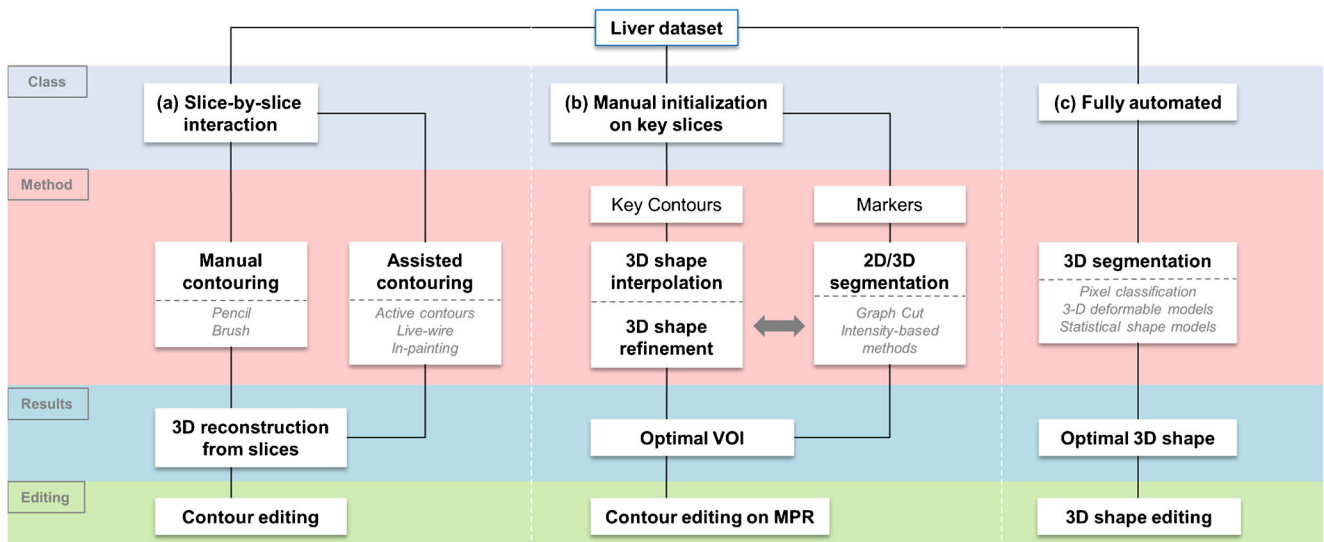 Liver dataset
Class
(a) Slice-by-slice
interaction
(b) Manual initialization
on key slices
(c) Fully automated
Method
Key Contours
Markers
Manual
contouring
Pencil
Brush
Assisted
contouring
Active contours
Live-wire
In-painting
3D shape
interpolation
3D shape
refinement
2D/3D
segmentation
Graph Cut
Intensity-based
methods
3D segmentation
Pixel classification
3-D deformable models
Statistical shape models
Results
3D reconstruction
from slices
Optimal VOI
Optimal 3D shape
Editing
Contour editing
Contour editing on MPR
3D shape editing